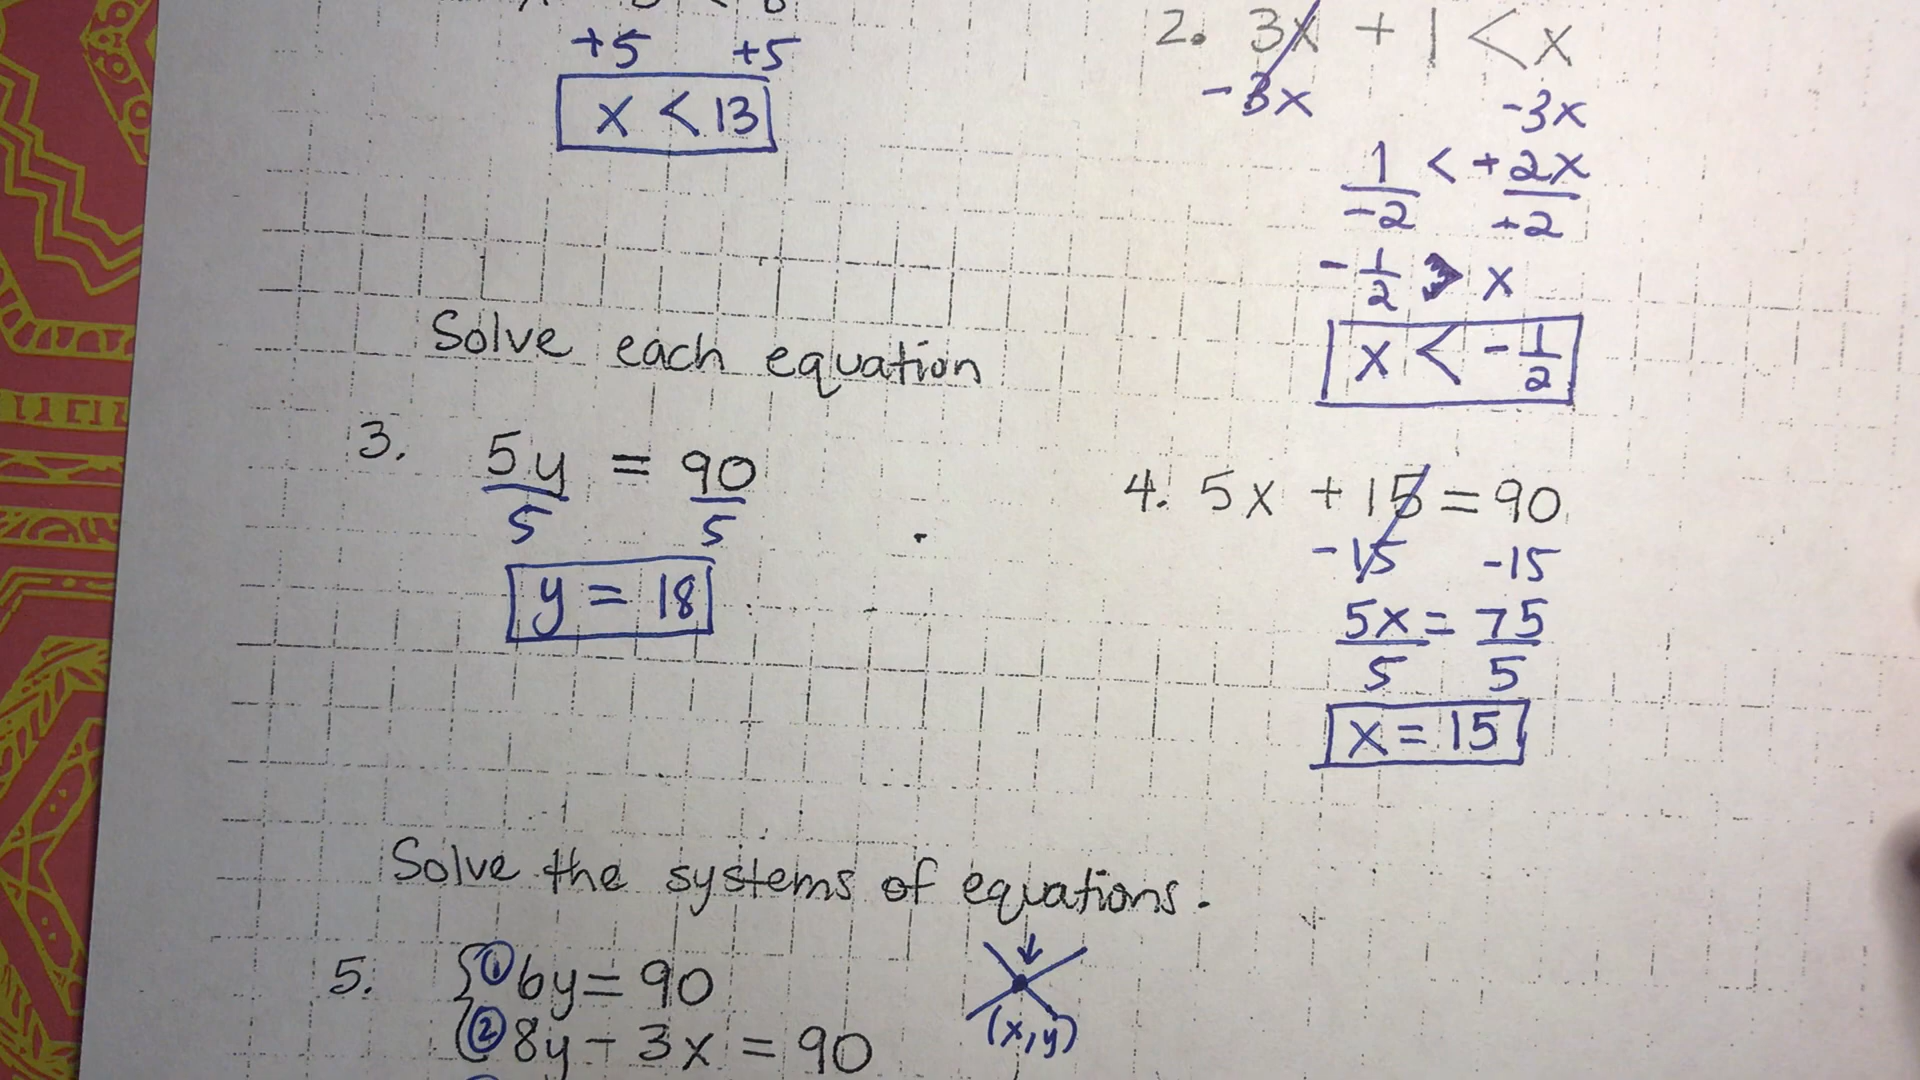 +5 +5
x < 13
2. 3x + 1 < x
-3x -3x
1 < +2x
-2 +2
- 1/2 > x
x < - 1/2
Solve each equation
3. 5y = 90
5 5
y = 18
4. 5x + 15 = 90
-15 -15
5x = 75
5 5
x = 15
Solve the systems of equations.
5. { ① 6y = 90
② 8y - 3x = 90
(x,y)